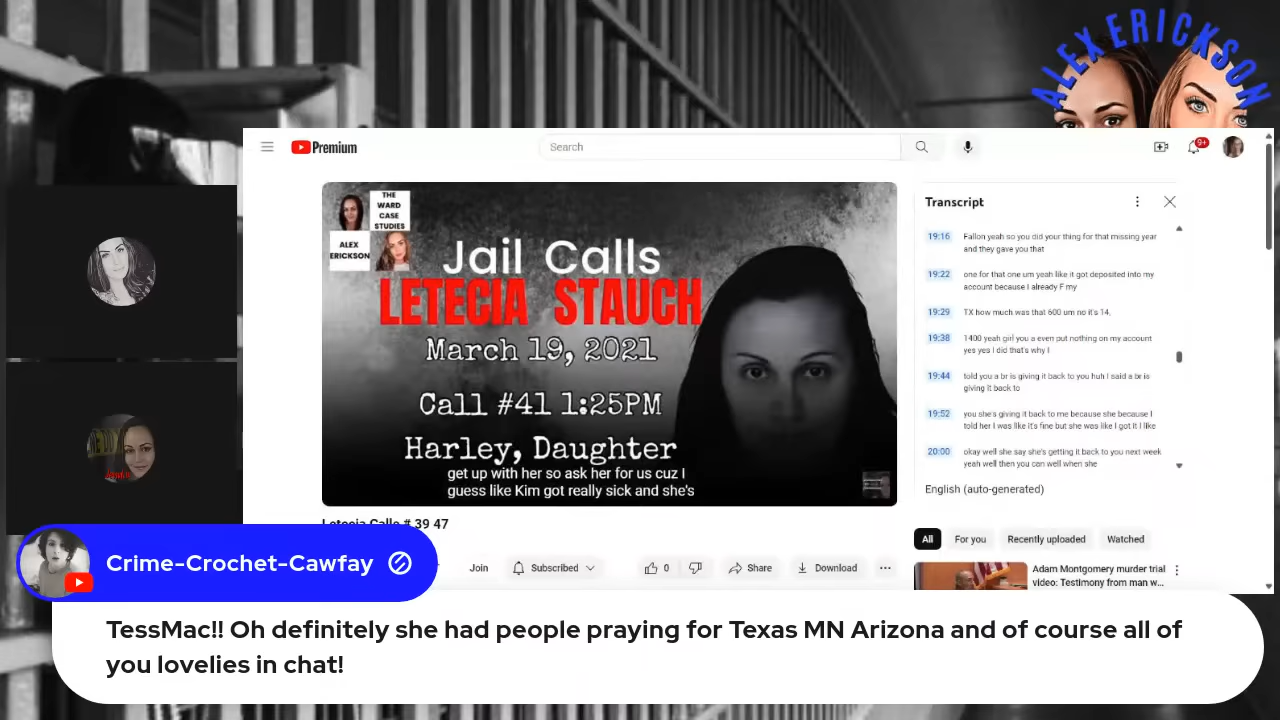 ALEX ERICKSON
Premium
Search
9+
THE
WARD
CASE
STUDIES
ALEX
ERICKSON
Jail Calls
LETECIA STAUCH
March 19, 2021
Call #41 1:25PM
Harley, Daughter
get up with her so ask her for us cuz I
guess like Kim got really sick and she's
Transcript
19:16 Fallon yeah so you did your thing for that missing year
and they gave you that
19:22 one for that one um yeah like it got deposited into my
account because I already F my
19:29 TX how much was that 600 um no it's 14,
19:38 1400 yeah girl you a even put nothing on my account
yes yes I did that's why I
19:44 told you a br is giving it back to you huh I said a br is
giving it back to
19:52 you she's giving it back to me because she because I
told her I was like it's fine but she was like I got it I like
20:00 okay well she say she's getting it back to you next week
yeah well then you can well when she
English (auto-generated)
Letecia Calls # 39 47
Join
Subscribed
0
Share
Download
All
For you
Recently uploaded
Watched
Adam Montgomery murder trial
video: Testimony from man w...
Crime-Crochet-Cawfay
TessMac!! Oh definitely she had people praying for Texas MN Arizona and of course all of
you lovelies in chat!